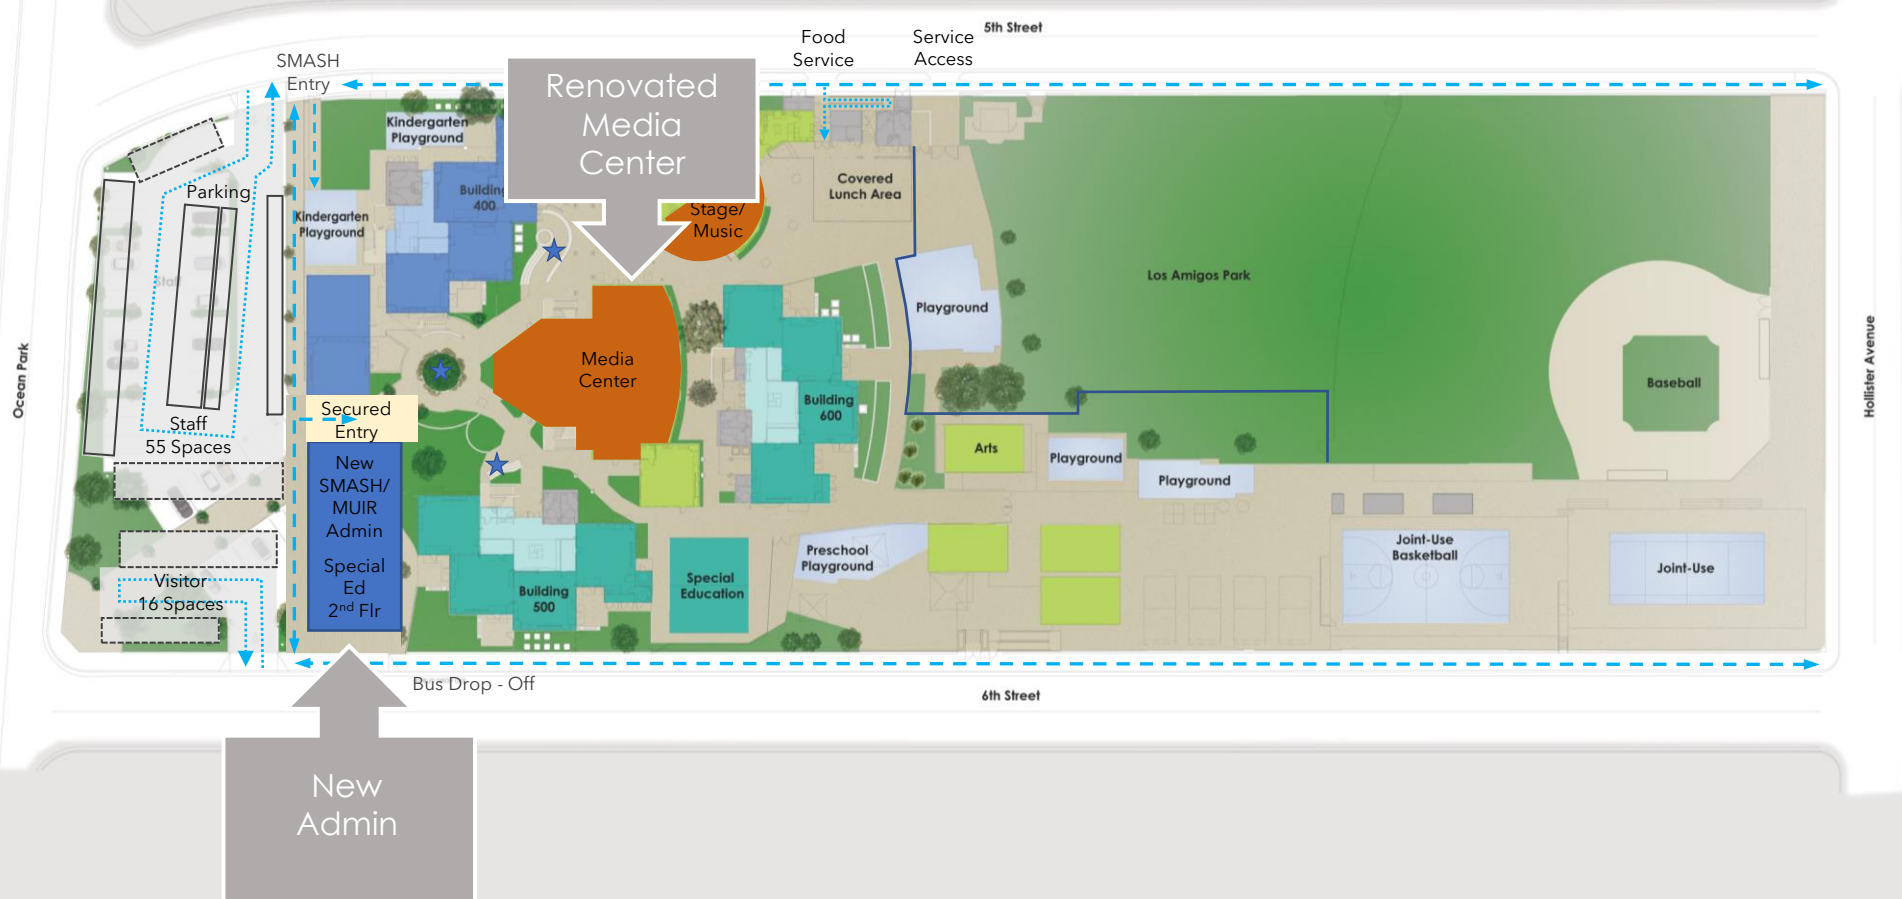 5th Street
Food
Service
Service
Access
SMASH
Entry
Renovated
Media
Center
Kindergarten
Playground
Parking
Building
400
Covered
Lunch Area
Kindergarten
Playground
Stage/
Music
Staff
Los Amigos Park
Playground
Ocean Park
Hollister Avenue
Media
Center
Baseball
Building
600
Secured
Entry
Staff
55 Spaces
Arts
Playground
Playground
New
SMASH/
MUIR
Admin
Special
Ed
2nd Flr
Preschool
Playground
Joint-Use
Basketball
Joint-Use
Visitor
16 Spaces
Building
500
Special
Education
Bus Drop - Off
6th Street
New
Admin